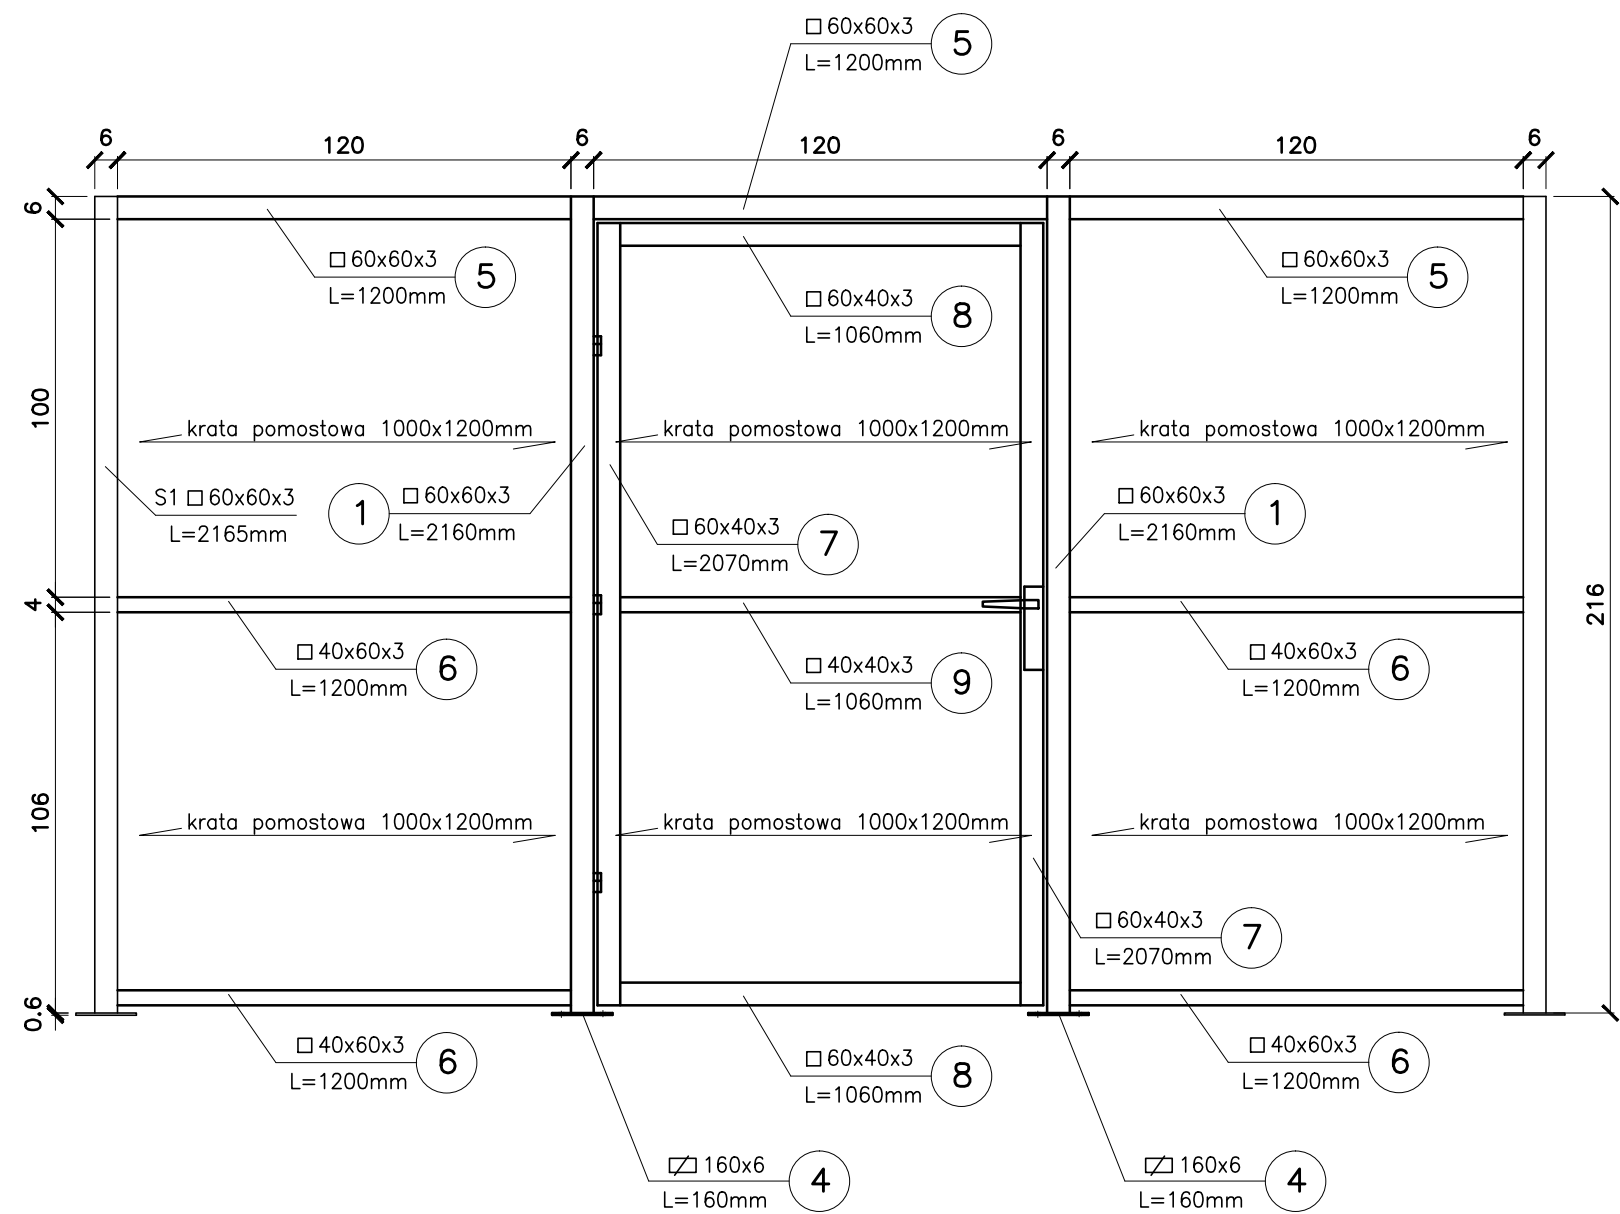 60x60x3
L=1200mm
5
6
120
6
120
6
120
6
6
60x60x3
L=1200mm
5
60x40x3
L=1060mm
8
60x60x3
L=1200mm
5
100
krata pomostowa 1000x1200mm
krata pomostowa 1000x1200mm
krata pomostowa 1000x1200mm
S1 60x60x3
L=2165mm
1
60x60x3
L=2160mm
60x40x3
L=2070mm
7
60x60x3
L=2160mm
1
4
216
40x60x3
L=1200mm
6
40x40x3
L=1060mm
9
40x60x3
L=1200mm
6
106
krata pomostowa 1000x1200mm
krata pomostowa 1000x1200mm
krata pomostowa 1000x1200mm
60x40x3
L=2070mm
7
0.6
40x60x3
L=1200mm
6
60x40x3
L=1060mm
8
40x60x3
L=1200mm
6
160x6
L=160mm
4
160x6
L=160mm
4